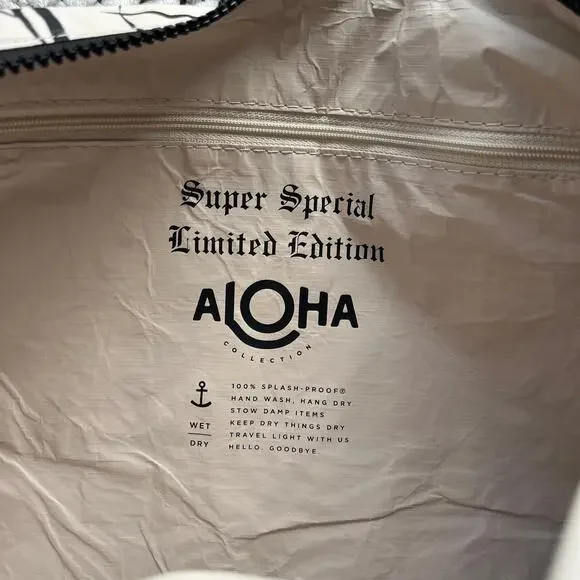 Super Special
Limited Edition
ALOHA
COLLECTION
100% SPLASH-PROOF®
HAND WASH, HANG DRY
STOW DAMP ITEMS
WET KEEP DRY THINGS DRY
TRAVEL LIGHT WITH US
DRY HELLO. GOODBYE.